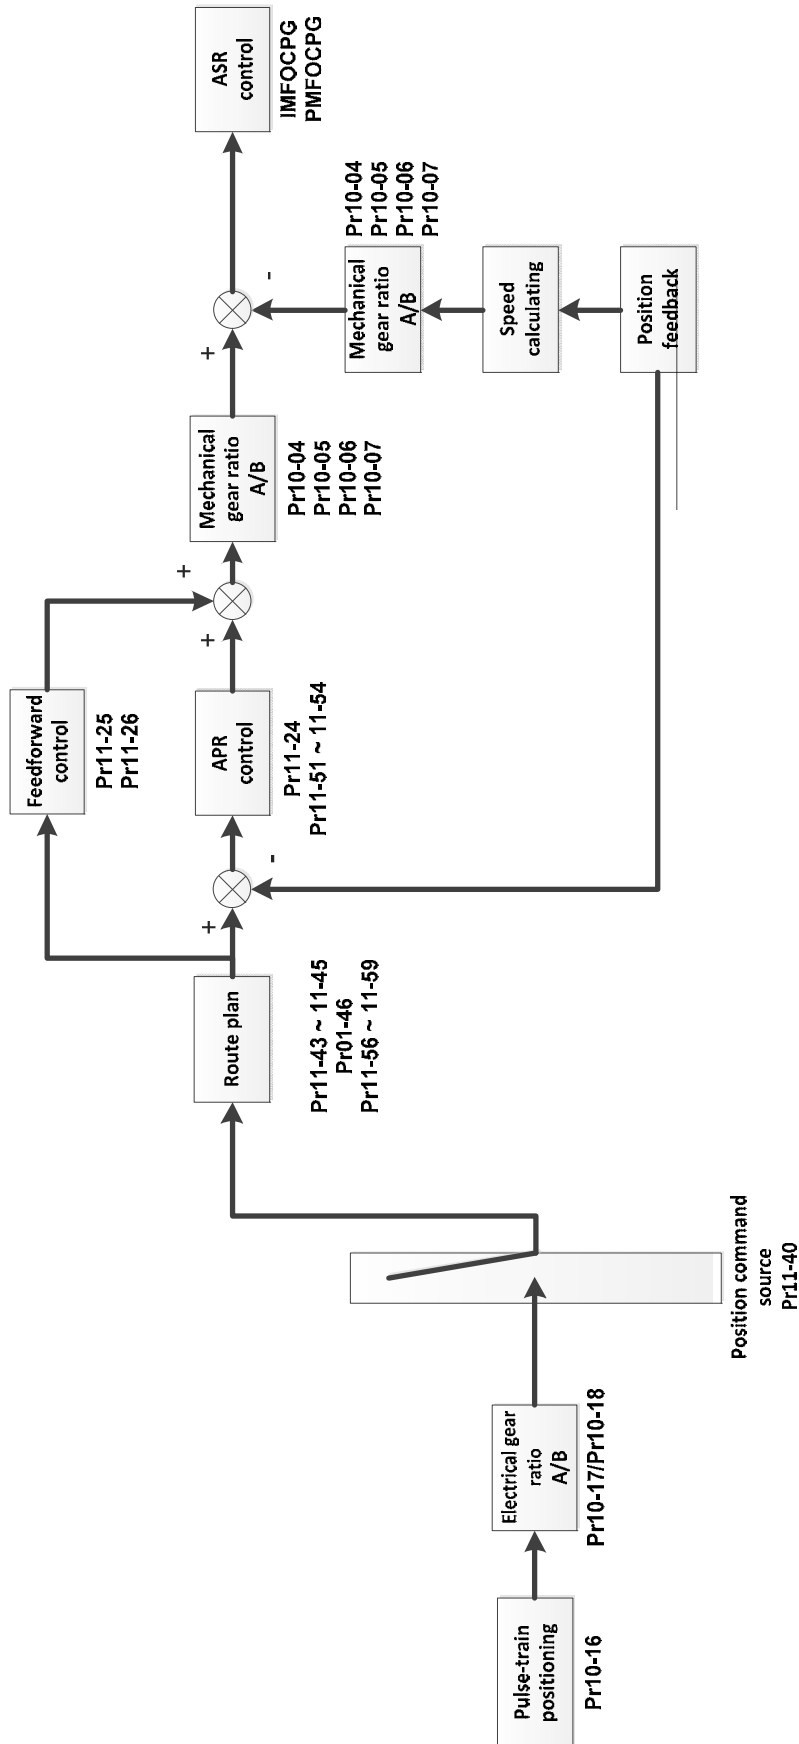 Pulse-train
positioning
Pr10-16
Electrical gear
ratio
A/B
Pr10-17/Pr10-18
Position command
source
Pr11-40
Route plan
Pr11-43 ~ 11-45
Pr01-46
Pr11-56 ~ 11-59
+
-
Feedforward
control
Pr11-25
Pr11-26
APR
control
Pr11-24
Pr11-51 ~ 11-54
+
+
Mechanical
gear ratio
A/B
Pr10-04
Pr10-05
Pr10-06
Pr10-07
+
-
Mechanical
gear ratio
A/B
Pr10-04
Pr10-05
Pr10-06
Pr10-07
Speed
calculating
Position
feedback
ASR
control
IMFOCPG
PMFOCPG